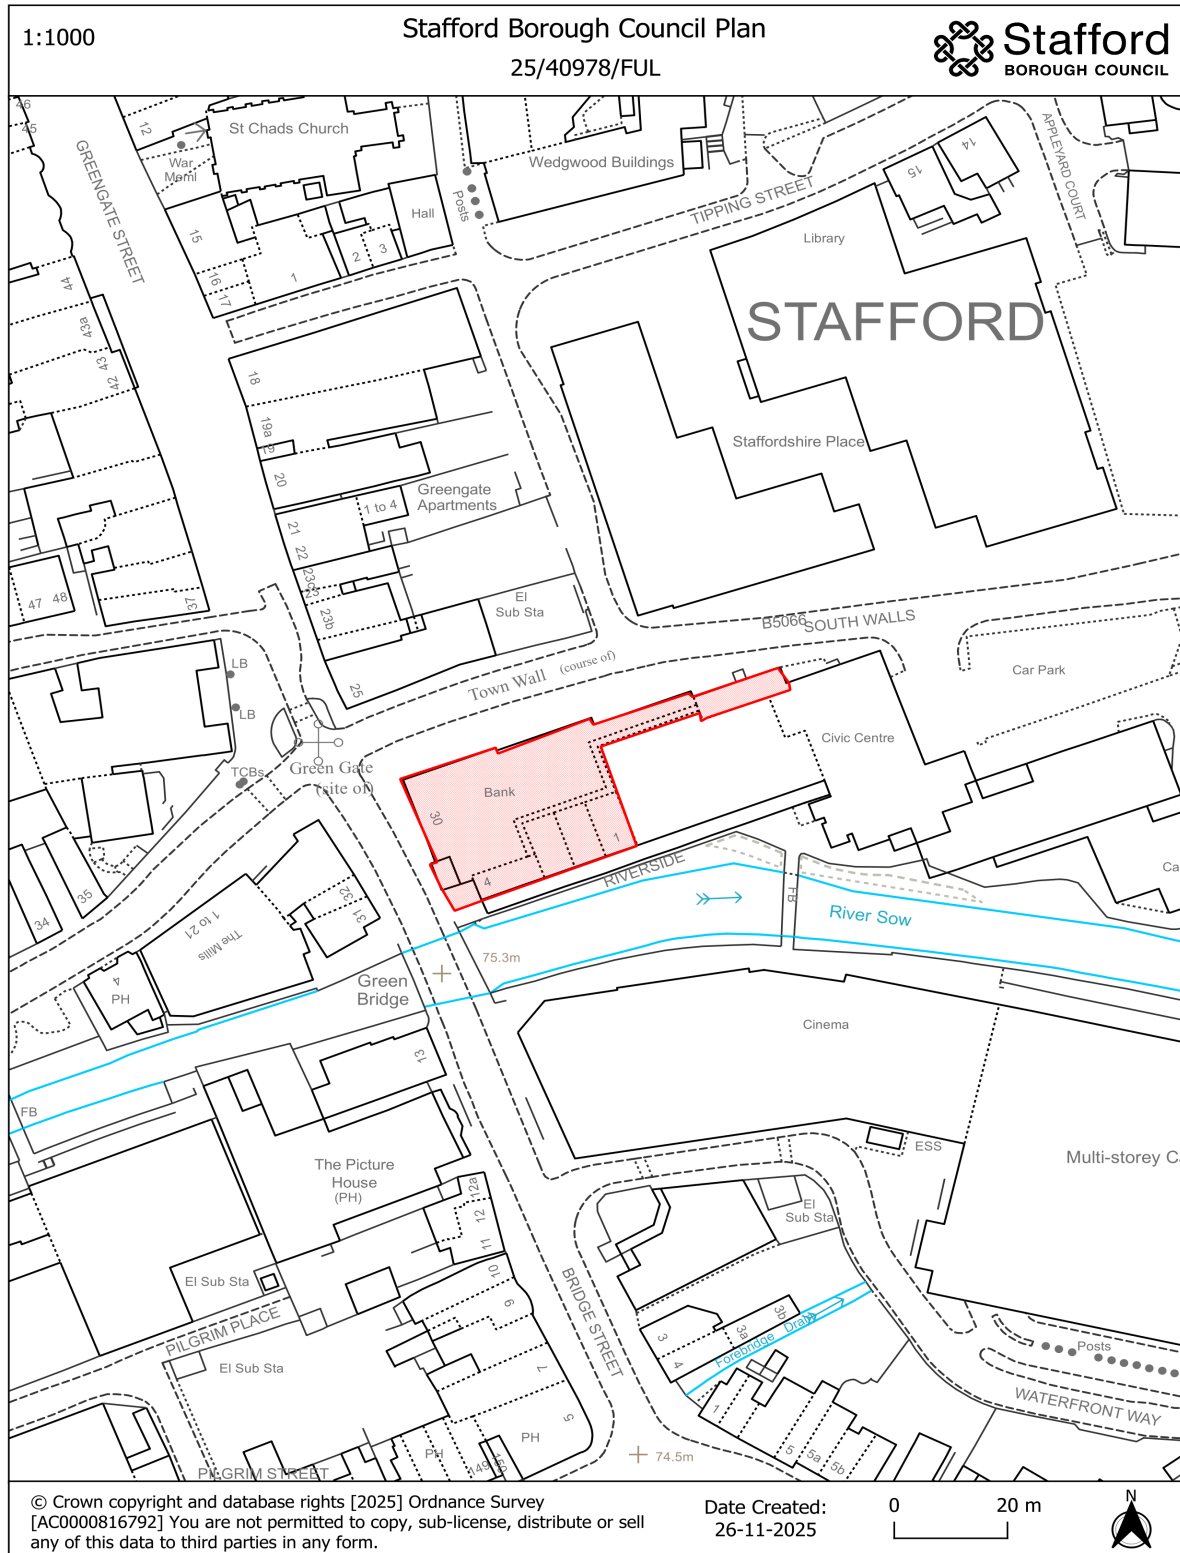 1:1000
Stafford Borough Council Plan
25/40978/FUL
Stafford
BOROUGH COUNCIL
46
45
12
St Chads Church
War
Meml
GREENGATE STREET
Posts
Wedgwood Buildings
TIPPING STREET
APPLEYARD COURT
14
15
Hall
Library
15
16
17
1
2
3
STAFFORD
44
43a
43
42
18
19a
19
20
Staffordshire Place
Greengate
Apartments
1 to 4
21
22
23c
23
23b
El
Sub Sta
47
48
37
B5066
SOUTH WALLS
LB
LB
25
Town Wall (course of)
Car Park
Civic Centre
TCBs
Green Gate
(site of)
Bank
30
1
4
RIVERSIDE
FB
River Sow
Ca
35
34
32
31
The Mills
1 to 21
4
PH
75.3m
Green
Bridge
Cinema
13
FB
The Picture
House
(PH)
12a
12
11
10
9
ESS
Multi-storey Ca
El
Sub Sta
El Sub Sta
PILGRIM PLACE
El Sub Sta
BRIDGE STREET
3
4
3a
3b
Forebridge Drain
Posts
WATERFRONT WAY
7
5
PH
PH
149
150
1
5
5a
5b
74.5m
PILGRIM STREET
© Crown copyright and database rights [2025] Ordnance Survey
[AC0000816792] You are not permitted to copy, sub-license, distribute or sell
any of this data to third parties in any form.
Date Created:
26-11-2025
0
20 m
N